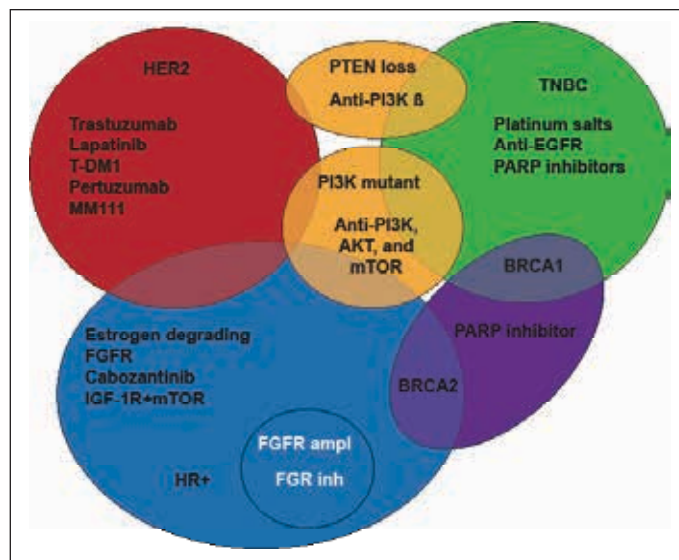 HER2
Trastuzumab
Lapatinib
T-DM1
Pertuzumab
MM111
PTEN loss
Anti-PI3K ß
TNBC
Platinum salts
Anti-EGFR
PARP inhibitors
PI3K mutant
Anti-PI3K,
AKT, and
mTOR
BRCA1
PARP inhibitor
BRCA2
Estrogen degrading
FGFR
Cabozantinib
IGF-1R+mTOR
HR+
FGFR ampl
FGR inh